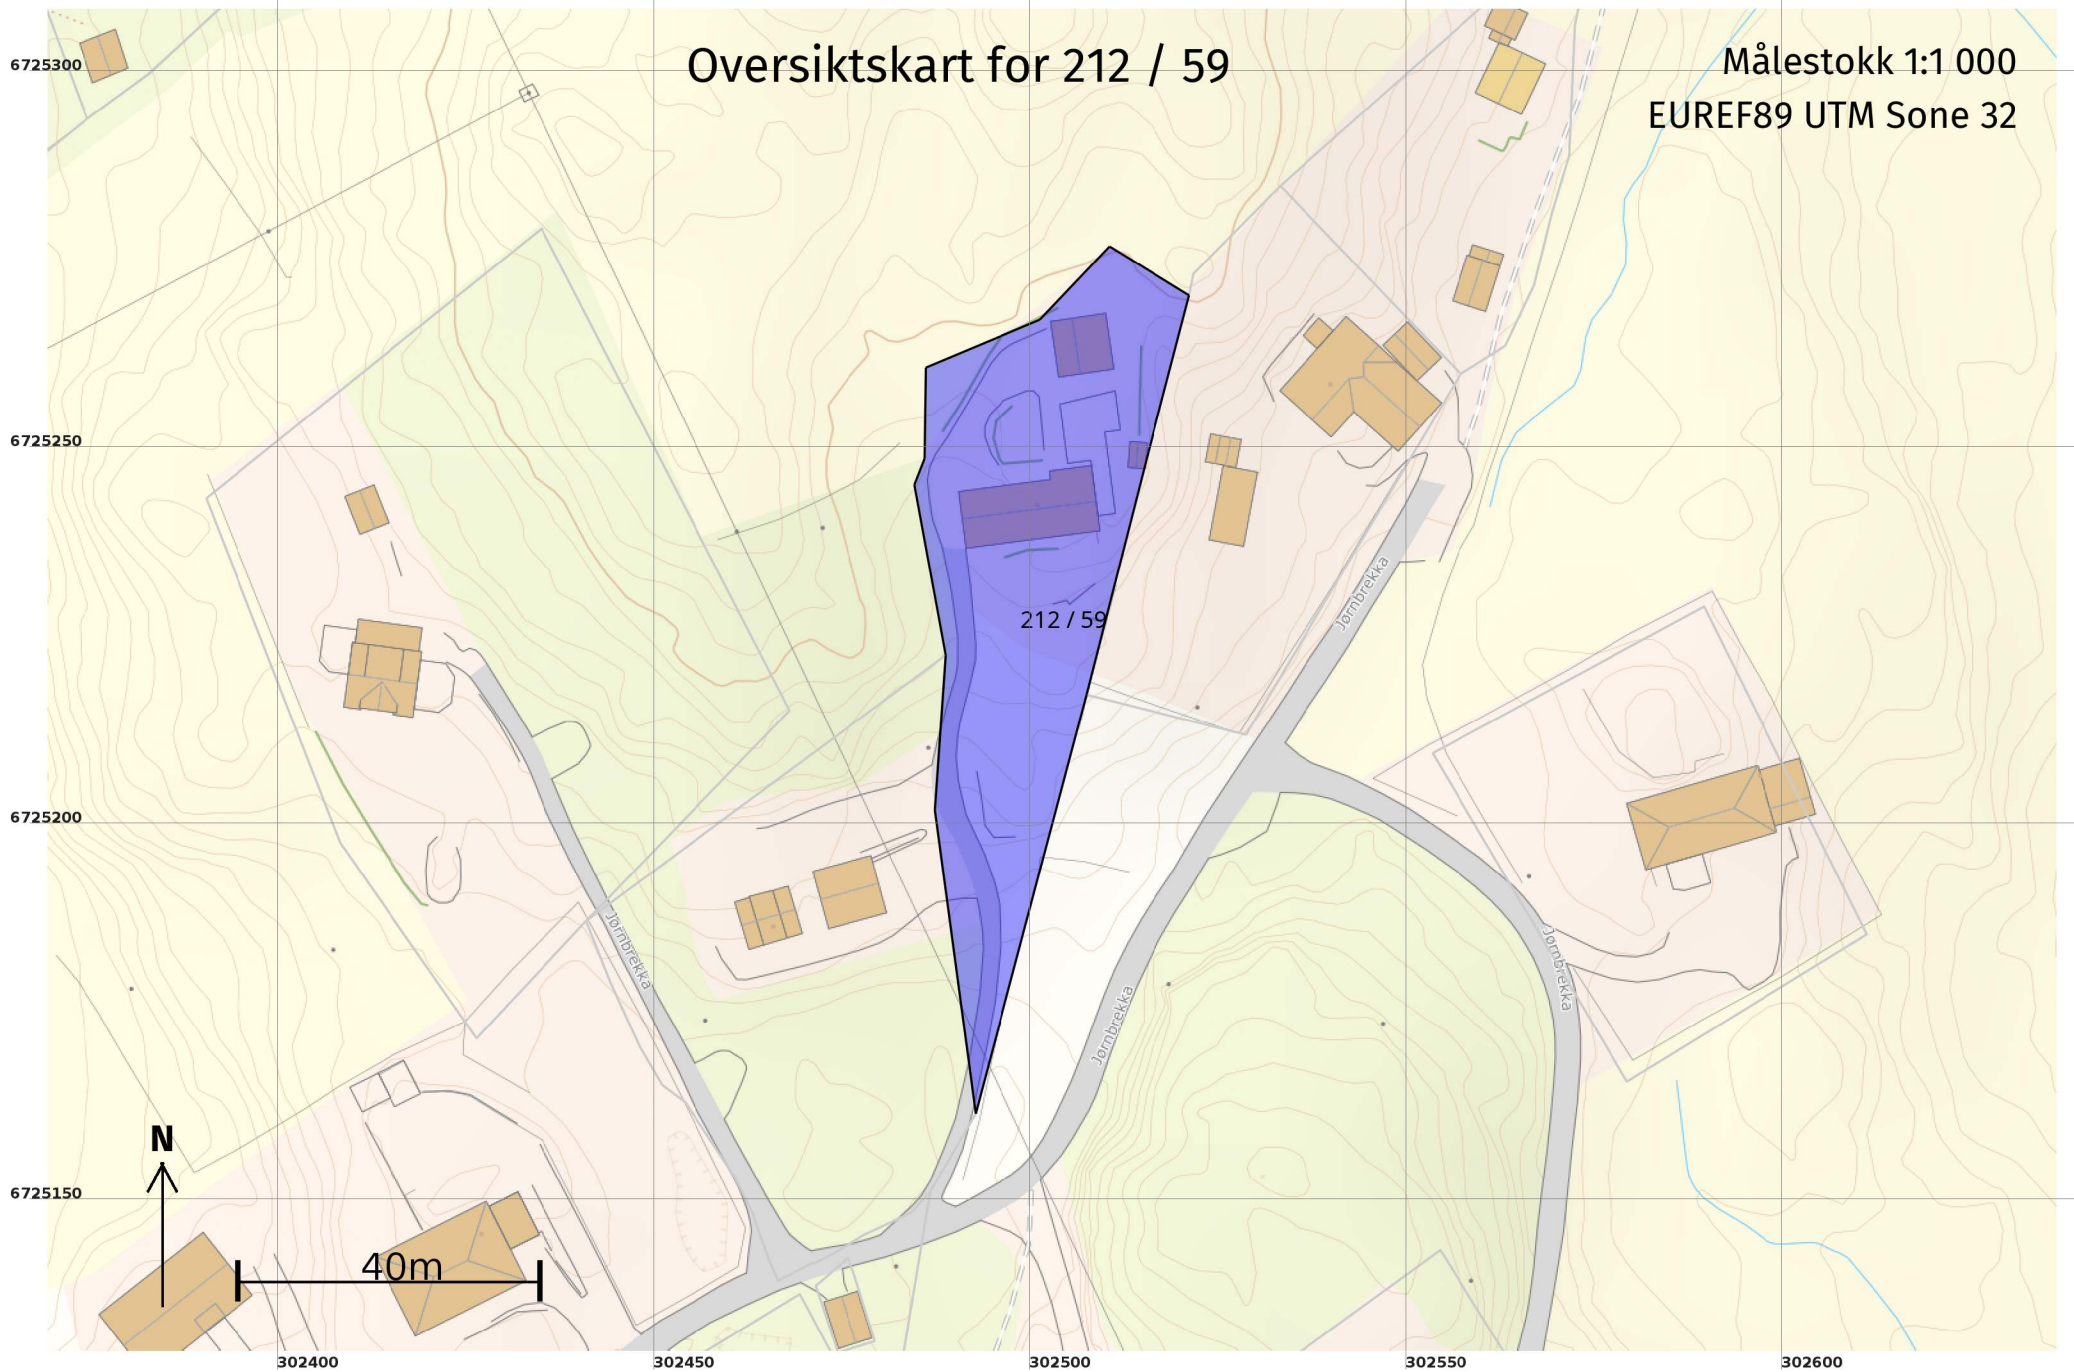 Oversiktskart for 212 / 59
Målestokk 1:1 000
EUREF89 UTM Sone 32
6725300
6725250
6725200
6725150
212 / 59
Jørnbrekka
Jørnbrekka
Jørnbrekka
Jørnbrekka
N
40m
302400
302450
302500
302550
302600